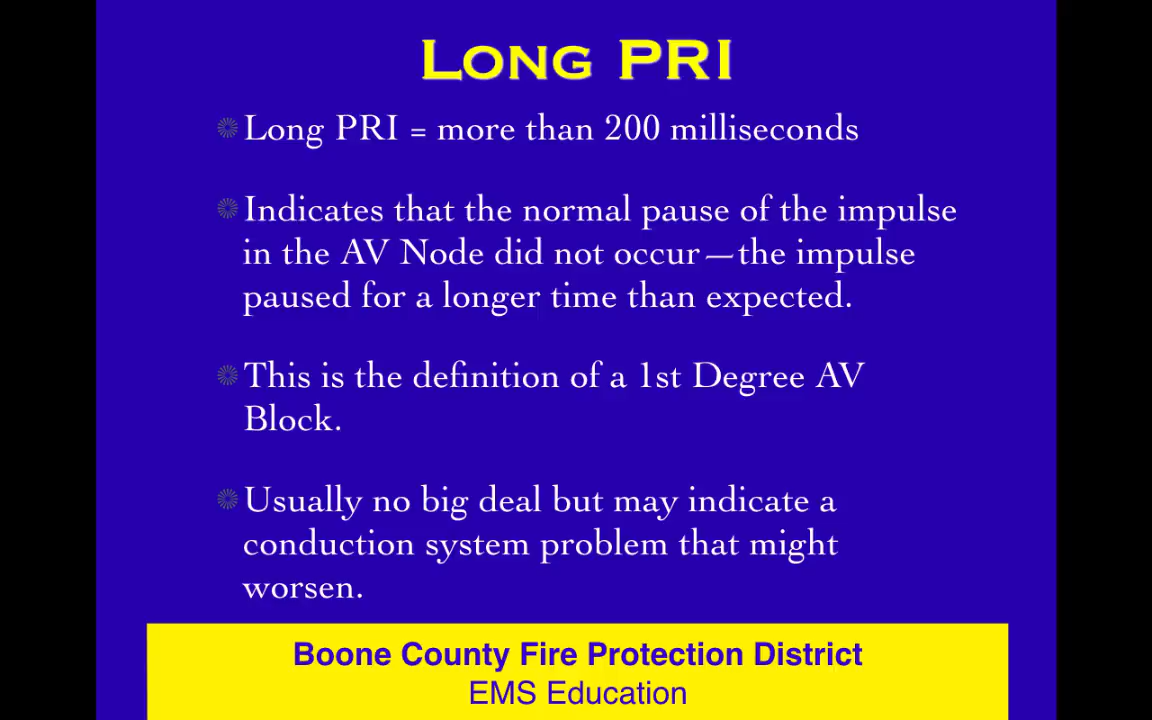 Long PRI
Long PRI = more than 200 milliseconds
Indicates that the normal pause of the impulse
in the AV Node did not occur—the impulse
paused for a longer time than expected.
This is the definition of a 1st Degree AV
Block.
Usually no big deal but may indicate a
conduction system problem that might
worsen.
Boone County Fire Protection District
EMS Education